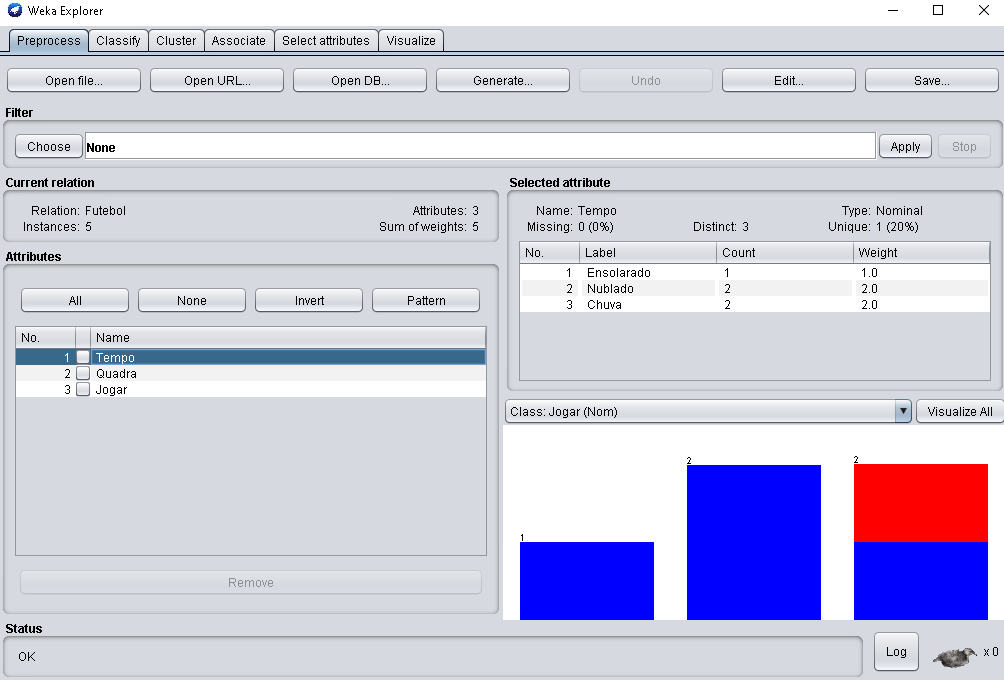 Weka Explorer
Preprocess Classify Cluster Associate Select attributes Visualize
Open file... Open URL... Open DB... Generate... Undo Edit... Save...
Filter
Choose None Apply Stop
Current relation
Relation: Futebol Attributes: 3
Instances: 5 Sum of weights: 5
Attributes
All None Invert Pattern
No. Name
1 Tempo
2 Quadra
3 Jogar
Remove
Selected attribute
Name: Tempo Type: Nominal
Missing: 0 (0%) Distinct: 3 Unique: 1 (20%)
No. Label Count Weight
1 Ensolarado 1 1.0
2 Nublado 2 2.0
3 Chuva 2 2.0
Class: Jogar (Nom) Visualize All
1 2 2
Status
OK Log x 0